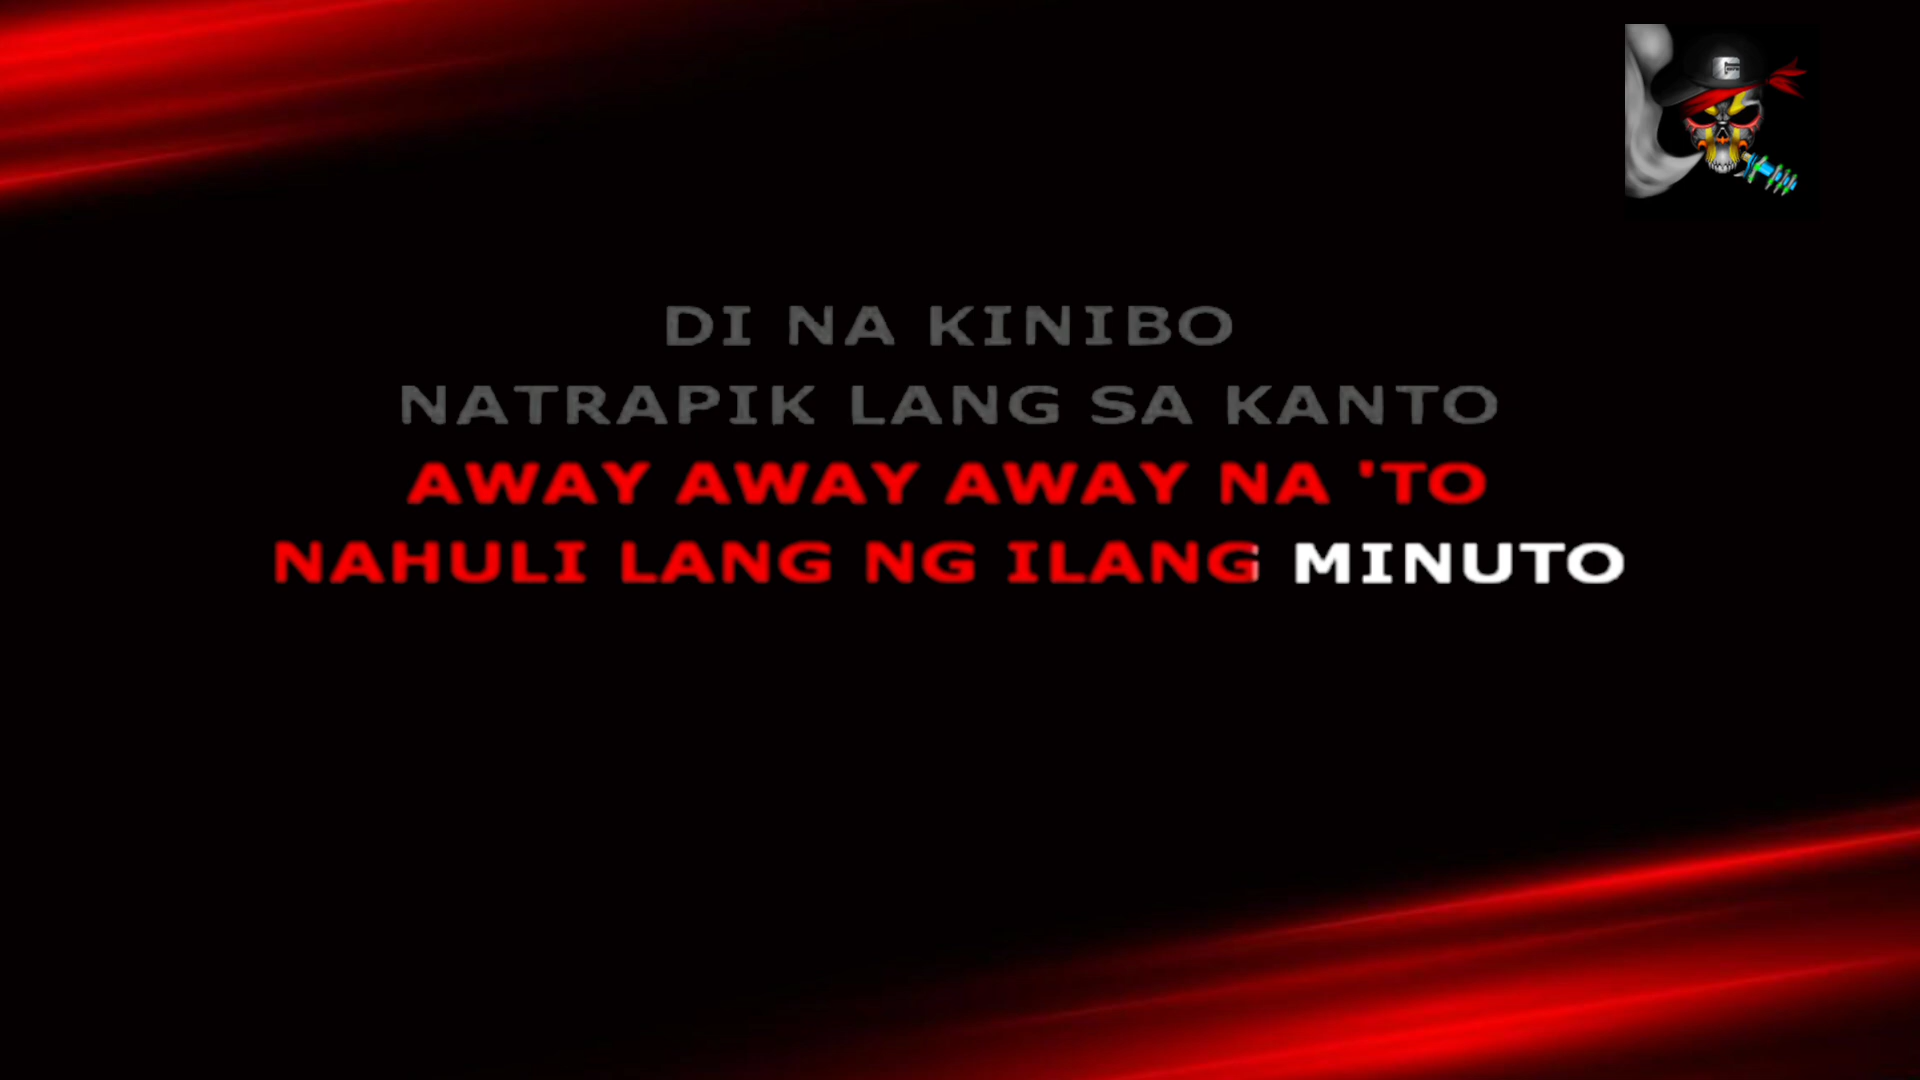 DI NA KINIBO
NATRAPIK LANG SA KANTO
AWAY AWAY AWAY NA 'TO
NAHULI LANG NG ILANG MINUTO